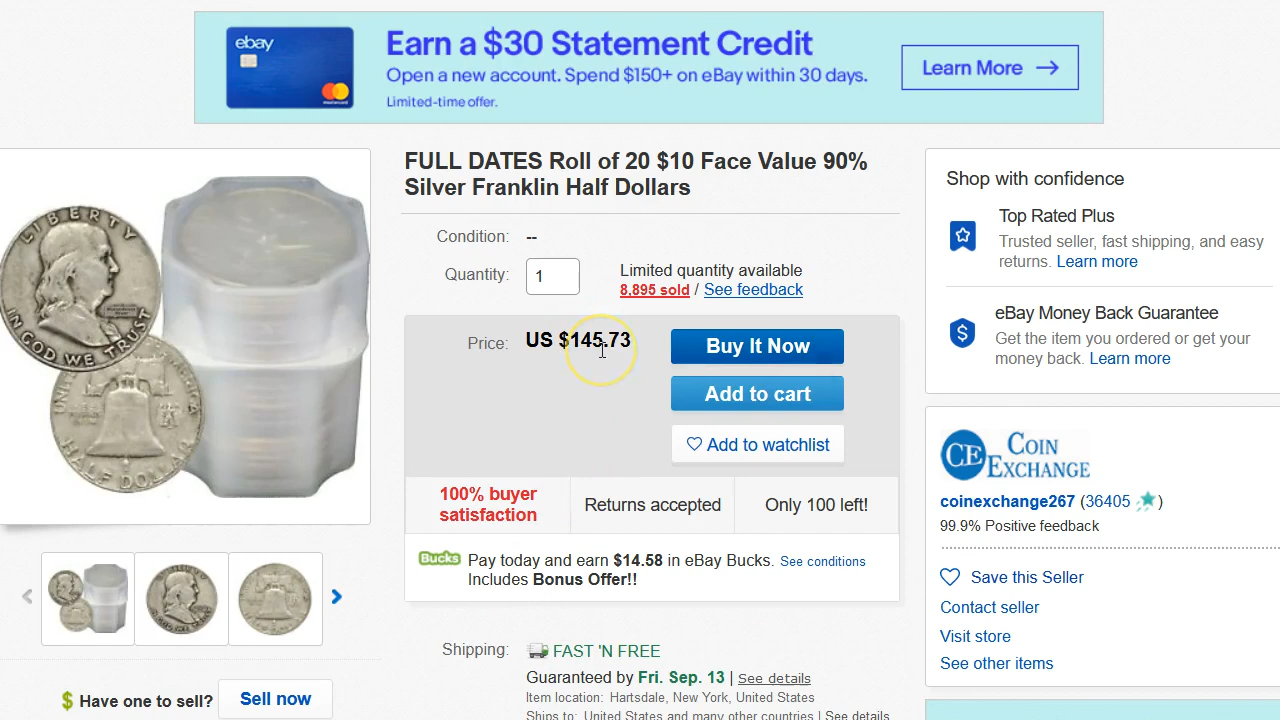 ebay
mastercard
Earn a $30 Statement Credit
Open a new account. Spend $150+ on eBay within 30 days.
Limited-time offer.
Learn More →
LIBERTY
IN GOD WE TRUST
HALF DOLLAR
FULL DATES Roll of 20 $10 Face Value 90%
Silver Franklin Half Dollars
Condition: --
Quantity: 1
Limited quantity available
8,895 sold / See feedback
Price: US $145.73
Buy It Now
Add to cart
Add to watchlist
100% buyer
satisfaction
Returns accepted
Only 100 left!
Bucks Pay today and earn $14.58 in eBay Bucks. See conditions
Includes Bonus Offer!!
Shipping: FAST 'N FREE
Guaranteed by Fri. Sep. 13 | See details
Item location: Hartsdale, New York, United States
Ships to: United States and many other countries | See details
$ Have one to sell? Sell now
Shop with confidence
Top Rated Plus
Trusted seller, fast shipping, and easy
returns. Learn more
eBay Money Back Guarantee
Get the item you ordered or get your
money back. Learn more
CE COIN
EXCHANGE
coinexchange267 (36405)
99.9% Positive feedback
Save this Seller
Contact seller
Visit store
See other items